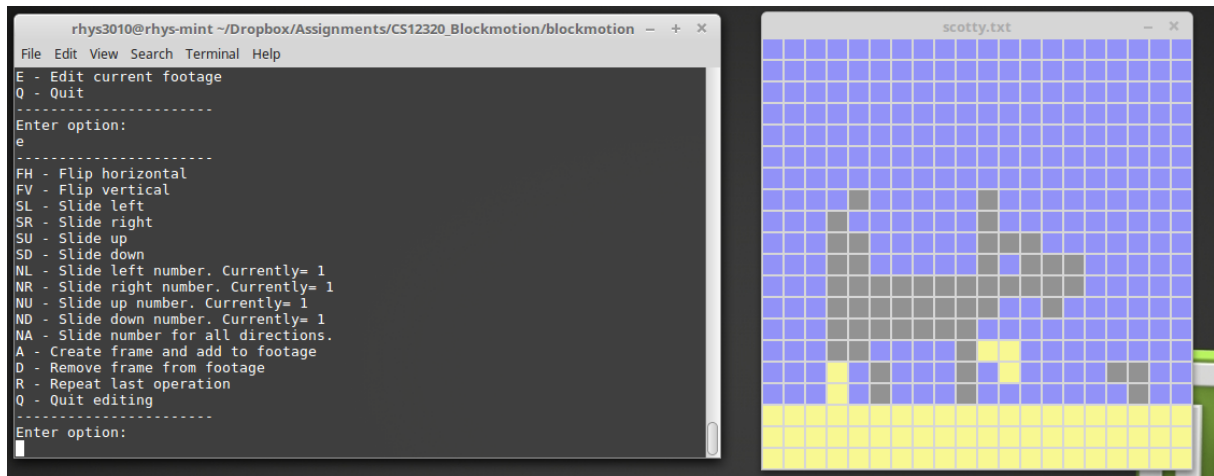 rhys3010@rhys-mint ~/Dropbox/Assignments/CS12320_Blockmotion/blockmotion
File Edit View Search Terminal Help
E - Edit current footage
Q - Quit
-----------------------
Enter option:
e
-----------------------
FH - Flip horizontal
FV - Flip vertical
SL - Slide left
SR - Slide right
SU - Slide up
SD - Slide down
NL - Slide left number. Currently= 1
NR - Slide right number. Currently= 1
NU - Slide up number. Currently= 1
ND - Slide down number. Currently= 1
NA - Slide number for all directions.
A - Create frame and add to footage
D - Remove frame from footage
R - Repeat last operation
Q - Quit editing
-----------------------
Enter option:
scotty.txt